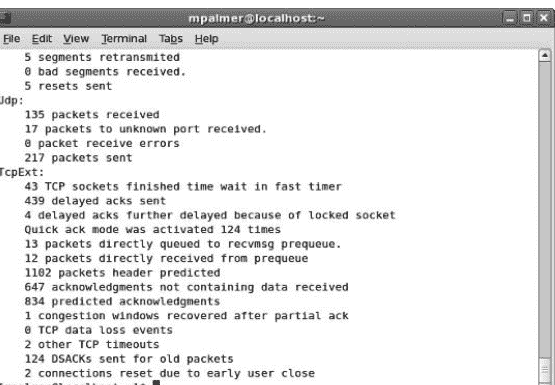 mpalmer@localhost:~
File Edit View Terminal Tabs Help
5 segments retransmited
0 bad segments received.
5 resets sent
Udp:
135 packets received
17 packets to unknown port received.
0 packet receive errors
217 packets sent
TcpExt:
43 TCP sockets finished time wait in fast timer
439 delayed acks sent
4 delayed acks further delayed because of locked socket
Quick ack mode was activated 124 times
13 packets directly queued to recvmsg prequeue.
12 packets directly received from prequeue
1102 packets header predicted
647 acknowledgments not containing data received
834 predicted acknowledgments
1 congestion windows recovered after partial ack
0 TCP data loss events
2 other TCP timeouts
124 DSACKs sent for old packets
2 connections reset due to early user close